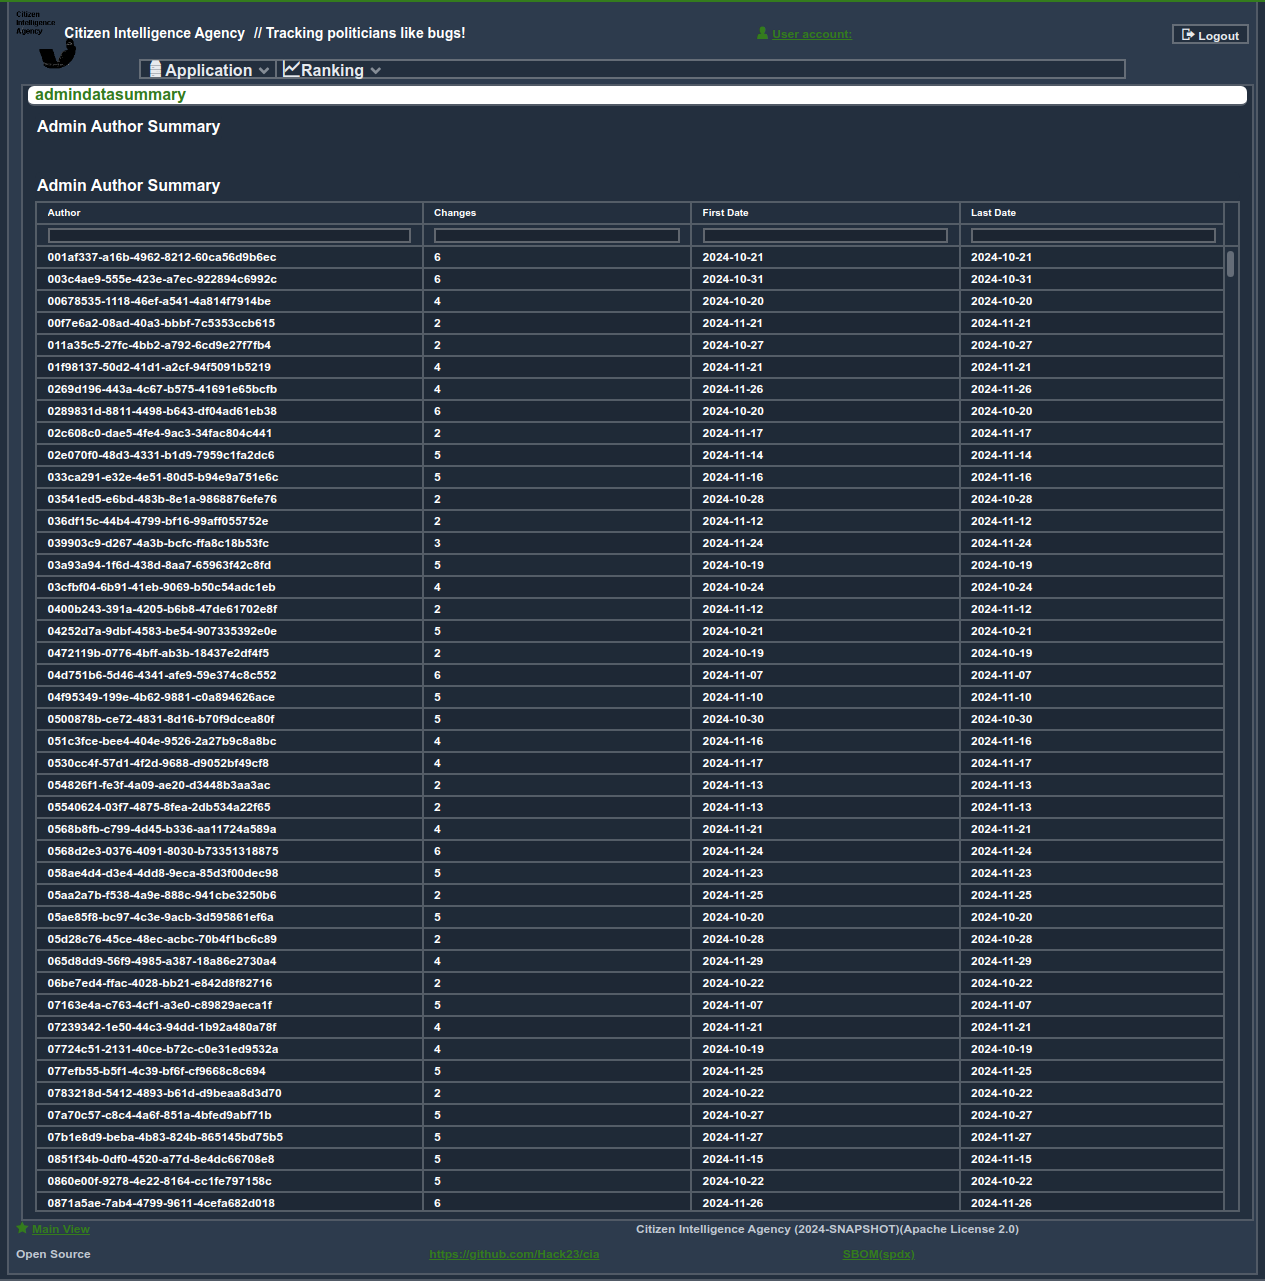 Citizen
Intelligence
Agency
Citizen Intelligence Agency // Tracking politicians like bugs!
User account:
Logout
Application Ranking
admindatasummary
Admin Author Summary
Admin Author Summary
Author Changes First Date Last Date
001af337-a16b-4962-8212-60ca56d9b6ec 6 2024-10-21 2024-10-21
003c4ae9-555e-423e-a7ec-922894c6992c 6 2024-10-31 2024-10-31
00678535-1118-46ef-a541-4a814f7914be 4 2024-10-20 2024-10-20
00f7e6a2-08ad-40a3-bbbf-7c5353ccb615 2 2024-11-21 2024-11-21
011a35c5-27fc-4bb2-a792-6cd9e27f7fb4 2 2024-10-27 2024-10-27
01f98137-50d2-41d1-a2cf-94f5091b5219 4 2024-11-21 2024-11-21
0269d196-443a-4c67-b575-41691e65bcfb 4 2024-11-26 2024-11-26
0289831d-8811-4498-b643-df04ad61eb38 6 2024-10-20 2024-10-20
02c608c0-dae5-4fe4-9ac3-34fac804c441 2 2024-11-17 2024-11-17
02e070f0-48d3-4331-b1d9-7959c1fa2dc6 5 2024-11-14 2024-11-14
033ca291-e32e-4e51-80d5-b94e9a751e6c 5 2024-11-16 2024-11-16
03541ed5-e6bd-483b-8e1a-9868876efe76 2 2024-10-28 2024-10-28
036df15c-44b4-4799-bf16-99aff055752e 2 2024-11-12 2024-11-12
039903c9-d267-4a3b-bcfc-ffa8c18b53fc 3 2024-11-24 2024-11-24
03a93a94-1f6d-438d-8aa7-65963f42c8fd 5 2024-10-19 2024-10-19
03cfbf04-6b91-41eb-9069-b50c54adc1eb 4 2024-10-24 2024-10-24
0400b243-391a-4205-b6b8-47de61702e8f 2 2024-11-12 2024-11-12
04252d7a-9dbf-4583-be54-907335392e0e 5 2024-10-21 2024-10-21
0472119b-0776-4bff-ab3b-18437e2df4f5 2 2024-10-19 2024-10-19
04d751b6-5d46-4341-afe9-59e374c8c552 6 2024-11-07 2024-11-07
04f95349-199e-4b62-9881-c0a894626ace 5 2024-11-10 2024-11-10
0500878b-ce72-4831-8d16-b70f9dcea80f 5 2024-10-30 2024-10-30
051c3fce-bee4-404e-9526-2a27b9c8a8bc 4 2024-11-16 2024-11-16
0530cc4f-57d1-4f2d-9688-d9052bf49cf8 4 2024-11-17 2024-11-17
054826f1-fe3f-4a09-ae20-d3448b3aa3ac 2 2024-11-13 2024-11-13
05540624-03f7-4875-8fea-2db534a22f65 2 2024-11-13 2024-11-13
0568b8fb-c799-4d45-b336-aa11724a589a 4 2024-11-21 2024-11-21
0568d2e3-0376-4091-8030-b73351318875 6 2024-11-24 2024-11-24
058ae4d4-d3e4-4dd8-9eca-85d3f00dec98 5 2024-11-23 2024-11-23
05aa2a7b-f538-4a9e-888c-941cbe3250b6 2 2024-11-25 2024-11-25
05ae85f8-bc97-4c3e-9acb-3d595861ef6a 5 2024-10-20 2024-10-20
05d28c76-45ce-48ec-acbc-70b4f1bc6c89 2 2024-10-28 2024-10-28
065d8dd9-56f9-4985-a387-18a86e2730a4 4 2024-11-29 2024-11-29
06be7ed4-ffac-4028-bb21-e842d8f82716 2 2024-10-22 2024-10-22
07163e4a-c763-4cf1-a3e0-c89829aeca1f 5 2024-11-07 2024-11-07
07239342-1e50-44c3-94dd-1b92a480a78f 4 2024-11-21 2024-11-21
07724c51-2131-40ce-b72c-c0e31ed9532a 4 2024-10-19 2024-10-19
077efb55-b5f1-4c39-bf6f-cf9668c8c694 5 2024-11-25 2024-11-25
0783218d-5412-4893-b61d-d9beaa8d3d70 2 2024-10-22 2024-10-22
07a70c57-c8c4-4a6f-851a-4bfed9abf71b 5 2024-10-27 2024-10-27
07b1e8d9-beba-4b83-824b-865145bd75b5 5 2024-11-27 2024-11-27
0851f34b-0df0-4520-a77d-8e4dc66708e8 5 2024-11-15 2024-11-15
0860e00f-9278-4e22-8164-cc1fe797158c 5 2024-10-22 2024-10-22
0871a5ae-7ab4-4799-9611-4cefa682d018 6 2024-11-26 2024-11-26
Main View Citizen Intelligence Agency (2024-SNAPSHOT)(Apache License 2.0)
Open Source https://github.com/Hack23/cia SBOM(spdx)